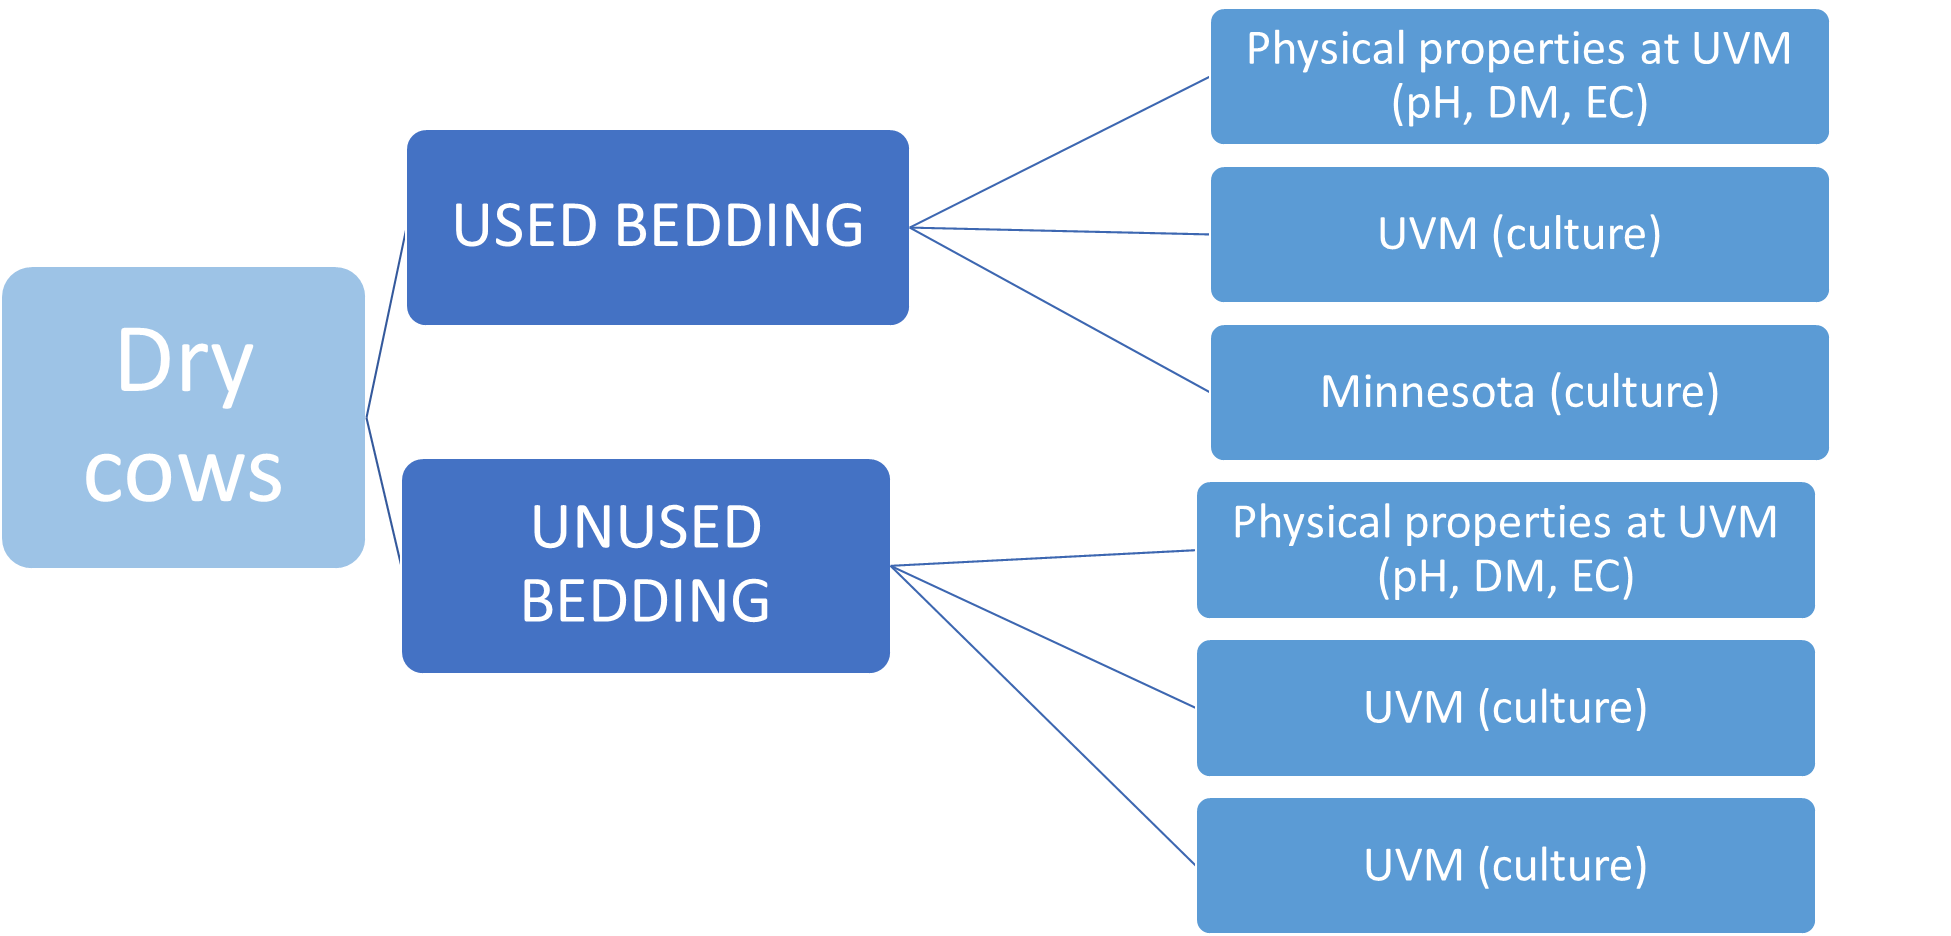 Dry
cows
USED BEDDING
Physical properties at UVM
(pH, DM, EC)
UVM (culture)
Minnesota (culture)
UNUSED
BEDDING
Physical properties at UVM
(pH, DM, EC)
UVM (culture)
UVM (culture)